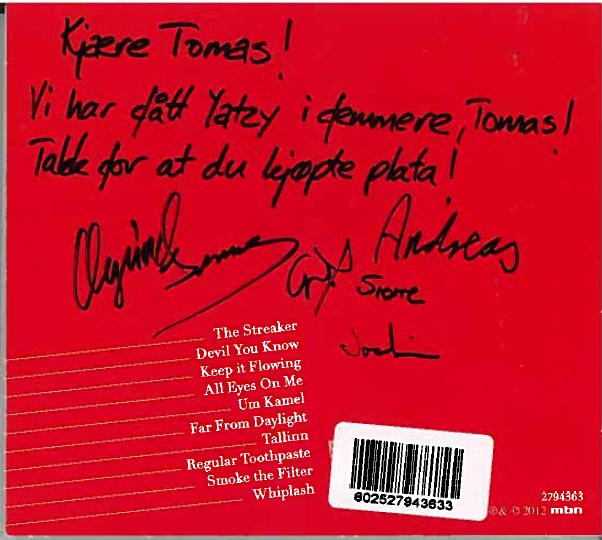 Kjære Tomas!
Vi har fått Yatzy i femmere, Tomas!
Takk for at du kjøpte plata!
Andreas
The Streaker
Devil You Know
Keep it Flowing
All Eyes On Me
Um Kamel
Far From Daylight
Tallinn
Regular Toothpaste
Smoke the Filter
Whiplash
602527943633
2794363
℗& © 2012 mbn